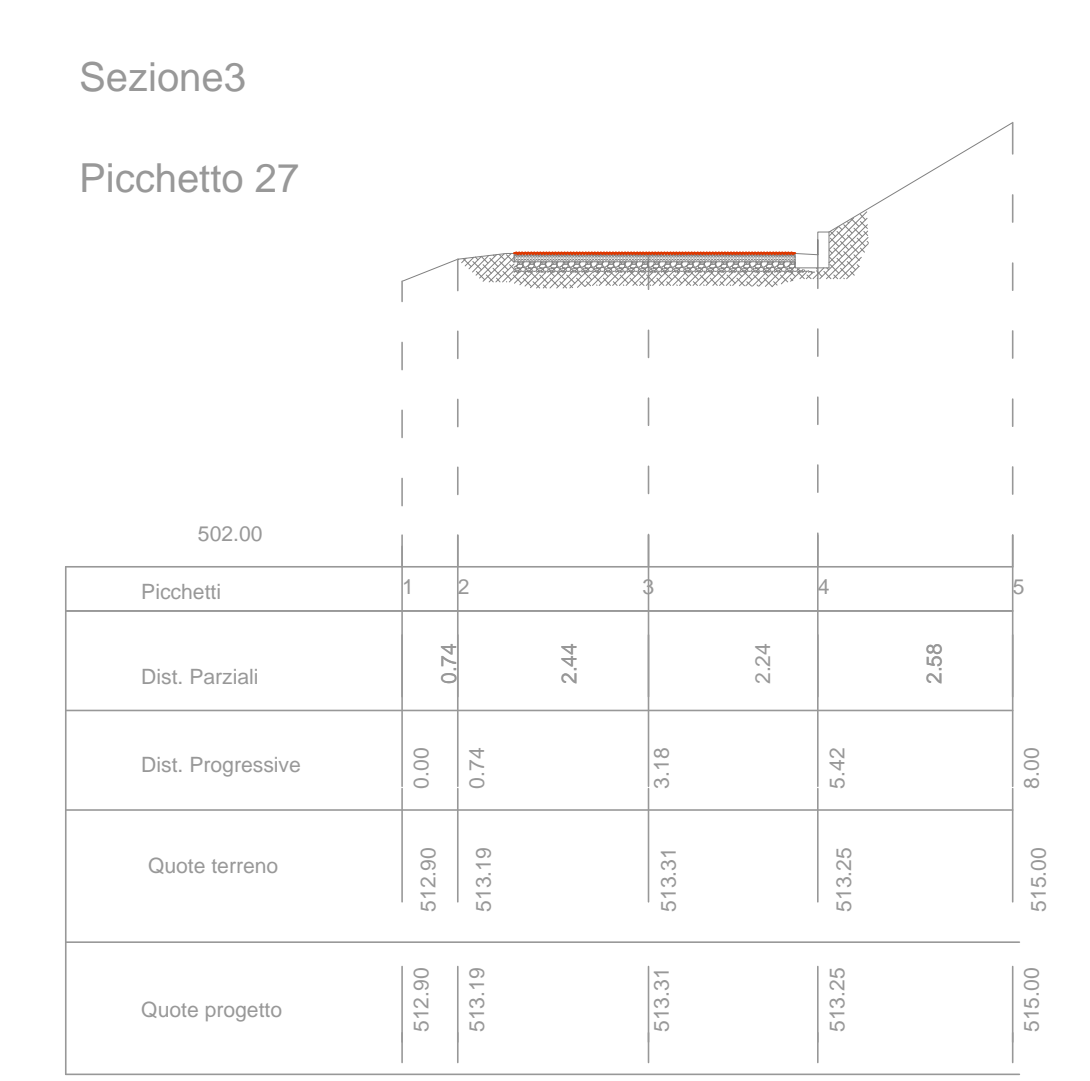 Sezione3
Picchetto 27
502.00
Picchetti 1 2 3 4 5
Dist. Parziali 0.74 2.44 2.24 2.58
Dist. Progressive 0.00 0.74 3.18 5.42 8.00
Quote terreno 512.90 513.19 513.31 513.25 515.00
Quote progetto 512.90 513.19 513.31 513.25 515.00